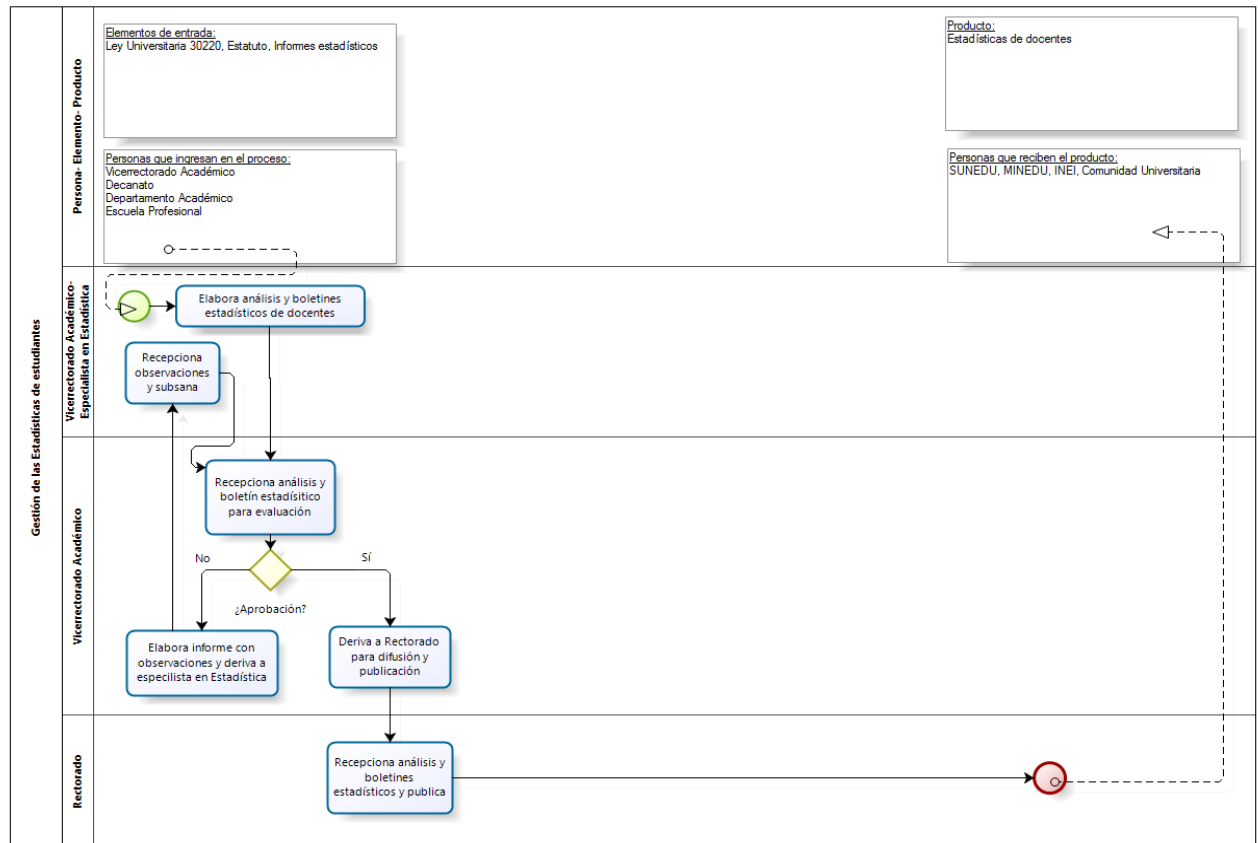 Gestión de las Estadísticas de estudiantes
Persona- Elemento- Producto
Elementos de entrada:
Ley Universitaria 30220, Estatuto, Informes estadísticos
Producto:
Estadísticas de docentes
Personas que ingresan en el proceso:
Vicerrectorado Académico
Decanato
Departamento Académico
Escuela Profesional
Personas que reciben el producto:
SUNEDU, MINEDU, INEI, Comunidad Universitaria
Vicerrectorado Académico-
Especialista en Estadística
Elabora análisis y boletines
estadísticos de docentes
Recepciona
observaciones
y subsana
Vicerrectorado Académico
Recepciona análisis y
boletín estadísitico
para evaluación
No
Sí
¿Aprobación?
Elabora informe con
observaciones y deriva a
especilista en Estadística
Deriva a Rectorado
para difusión y
publicación
Rectorado
Recepciona análisis y
boletines
estadísticos y publica